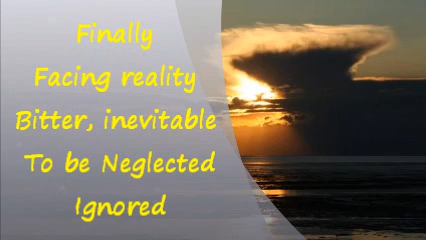 Finally
Facing reality
Bitter, inevitable
To be Neglected
Ignored